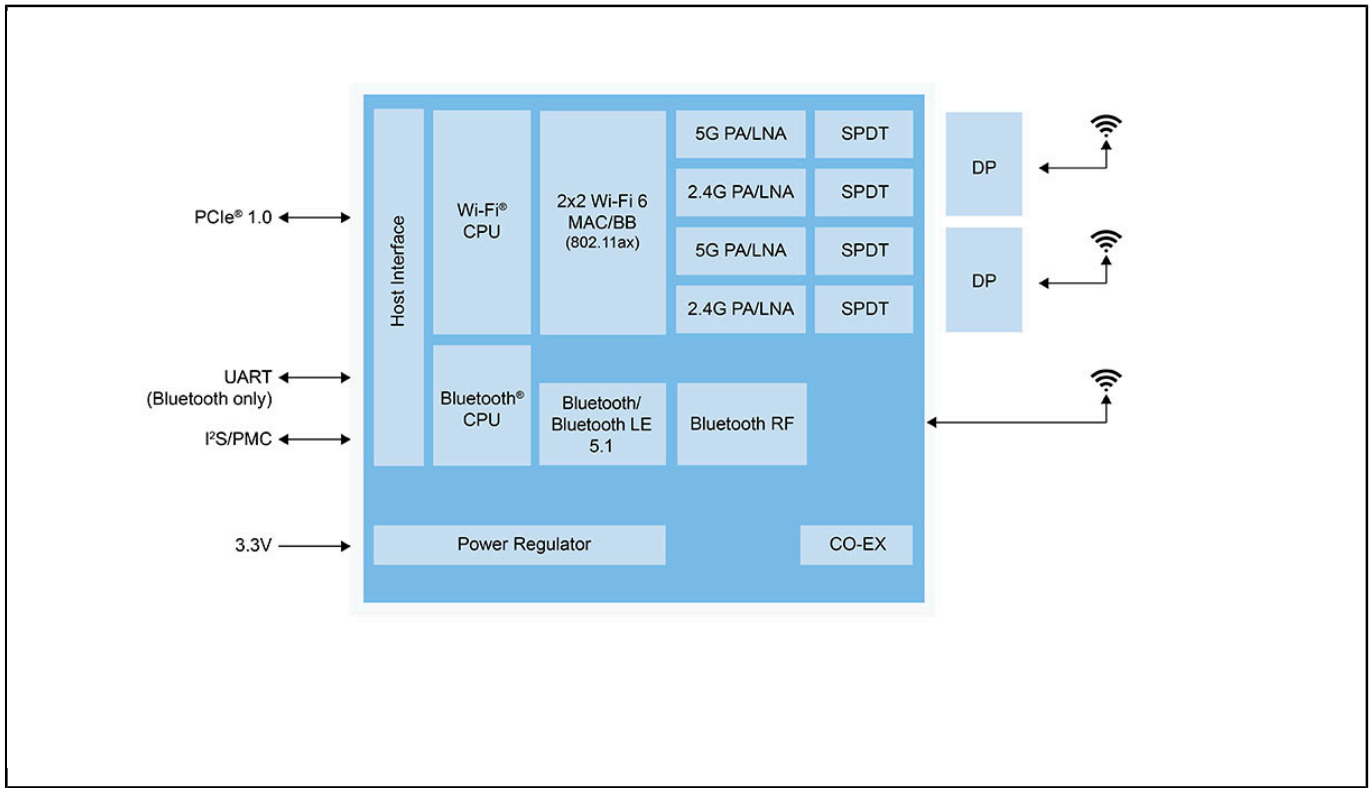 PCIe® 1.0
UART
(Bluetooth only)
I²S/PMC
3.3V
Host Interface
Wi-Fi®
CPU
2x2 Wi-Fi 6
MAC/BB
(802.11ax)
5G PA/LNA
SPDT
2.4G PA/LNA
SPDT
5G PA/LNA
SPDT
2.4G PA/LNA
SPDT
DP
DP
Bluetooth®
CPU
Bluetooth/
Bluetooth LE
5.1
Bluetooth RF
Power Regulator
CO-EX